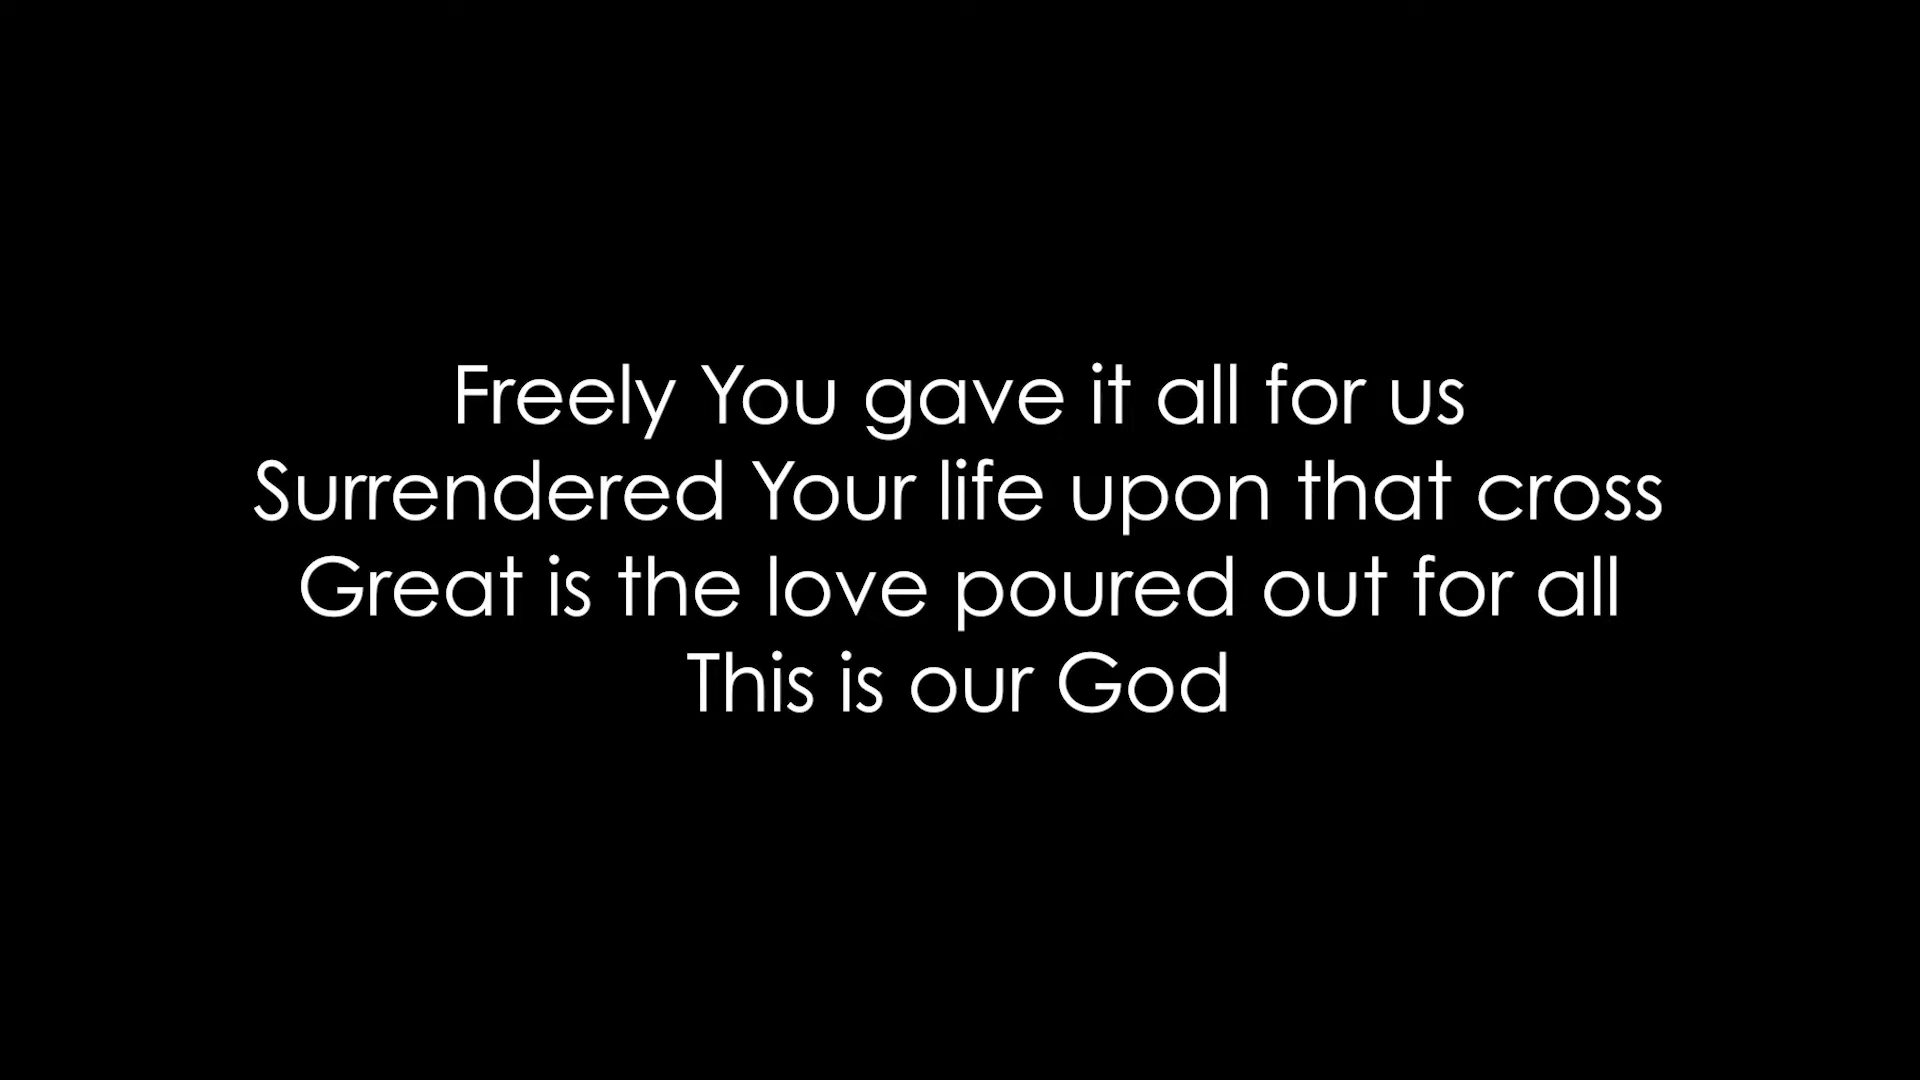 Freely You gave it all for us
Surrendered Your life upon that cross
Great is the love poured out for all
This is our God